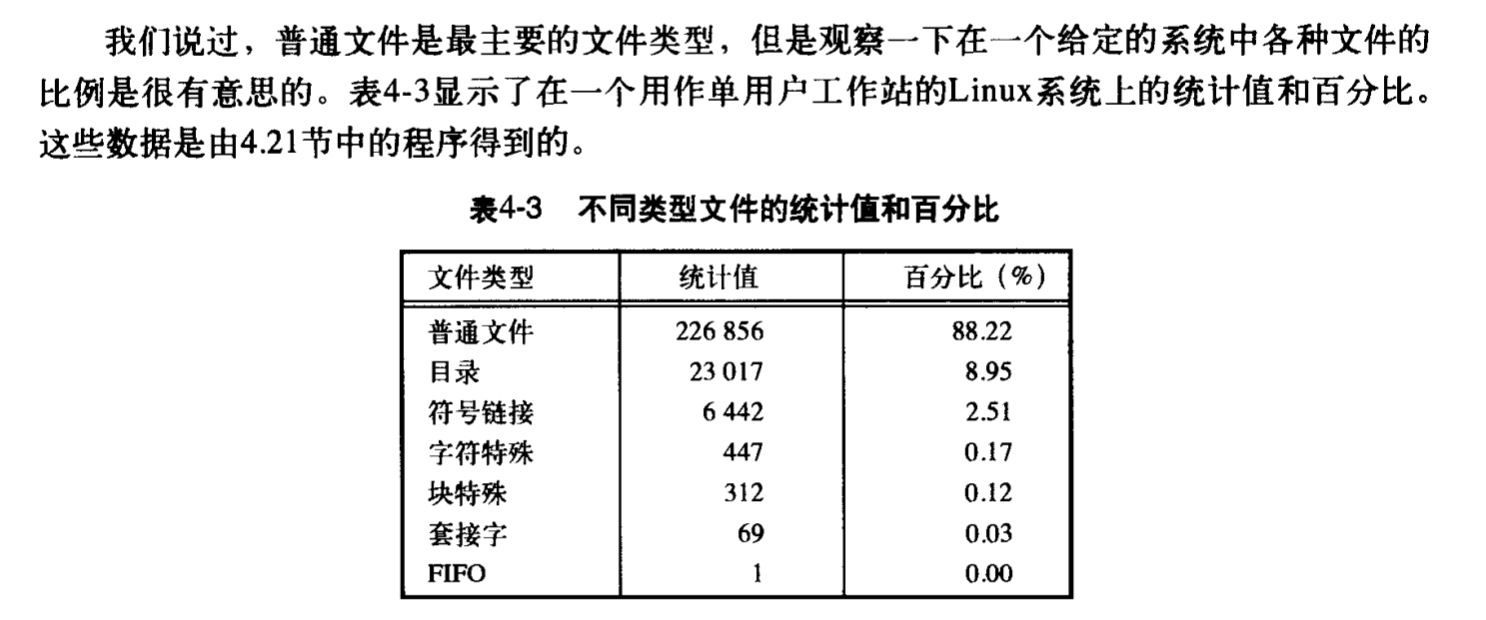 我们说过，普通文件是最主要的文件类型，但是观察一下在一个给定的系统中各种文件的
比例是很有意思的。表4-3显示了在一个用作单用户工作站的Linux系统上的统计值和百分比。
这些数据是由4.21节中的程序得到的。
表4-3 不同类型文件的统计值和百分比
文件类型 统计值 百分比（%）
普通文件 226 856 88.22
目录 23 017 8.95
符号链接 6 442 2.51
字符特殊 447 0.17
块特殊 312 0.12
套接字 69 0.03
FIFO 1 0.00